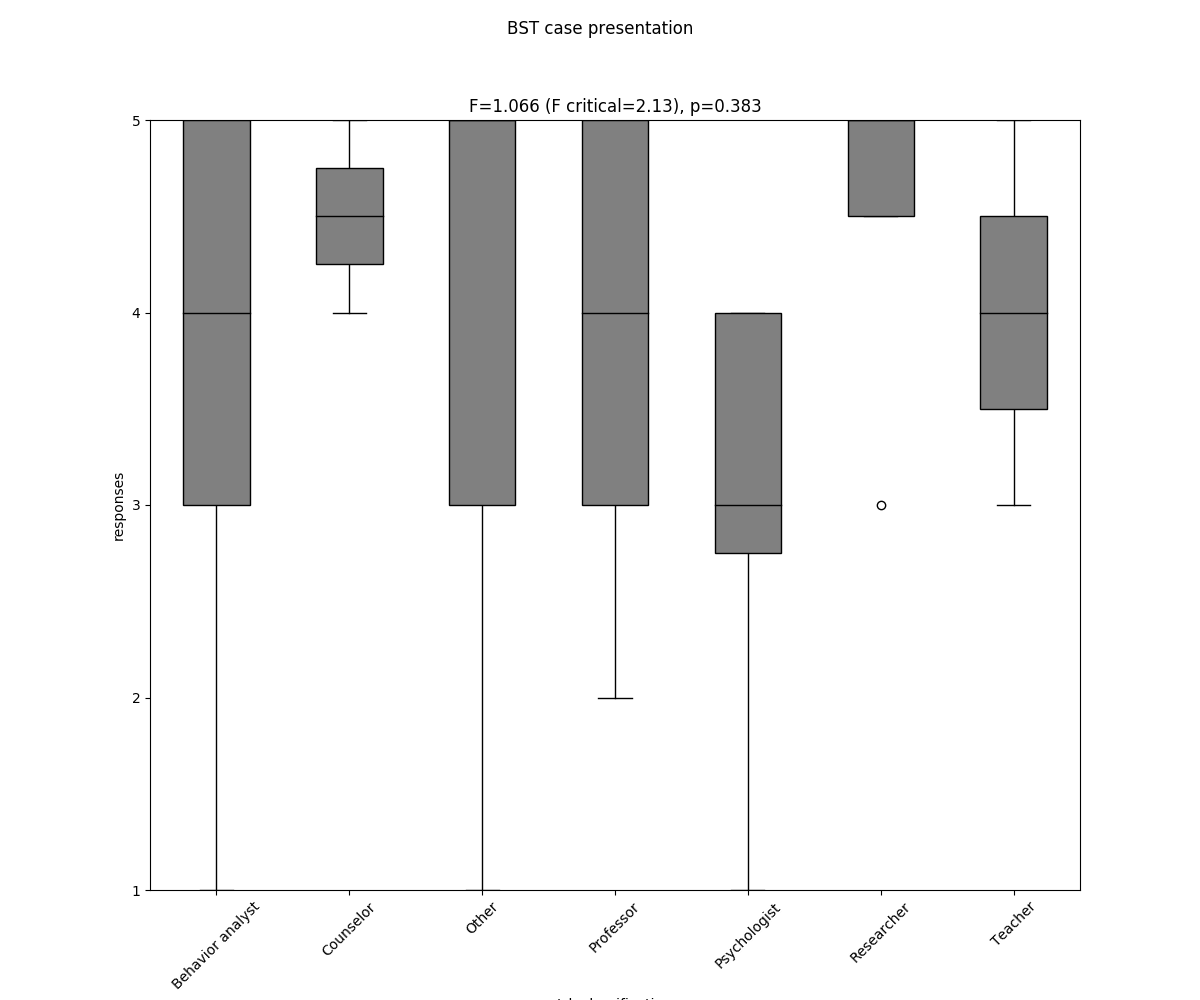 BST case presentation
F=1.066 (F critical=2.13), p=0.383
responses
5
4
3
2
1
Behavior analyst
Counselor
Other
Professor
Psychologist
Researcher
Teacher